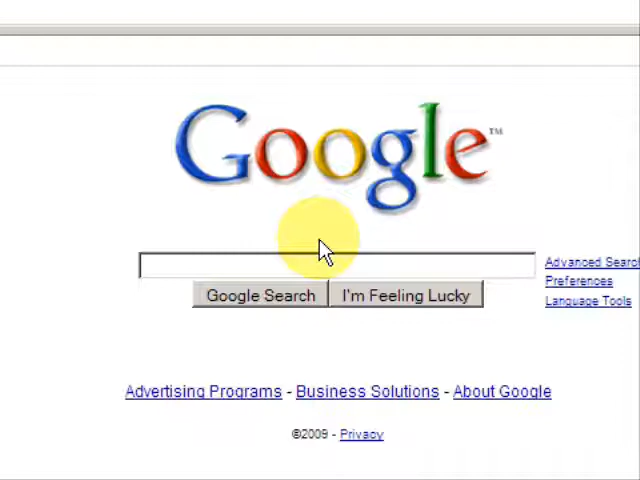 Google™
Advanced Search
Preferences
Google Search I'm Feeling Lucky
Language Tools
Advertising Programs - Business Solutions - About Google
©2009 - Privacy